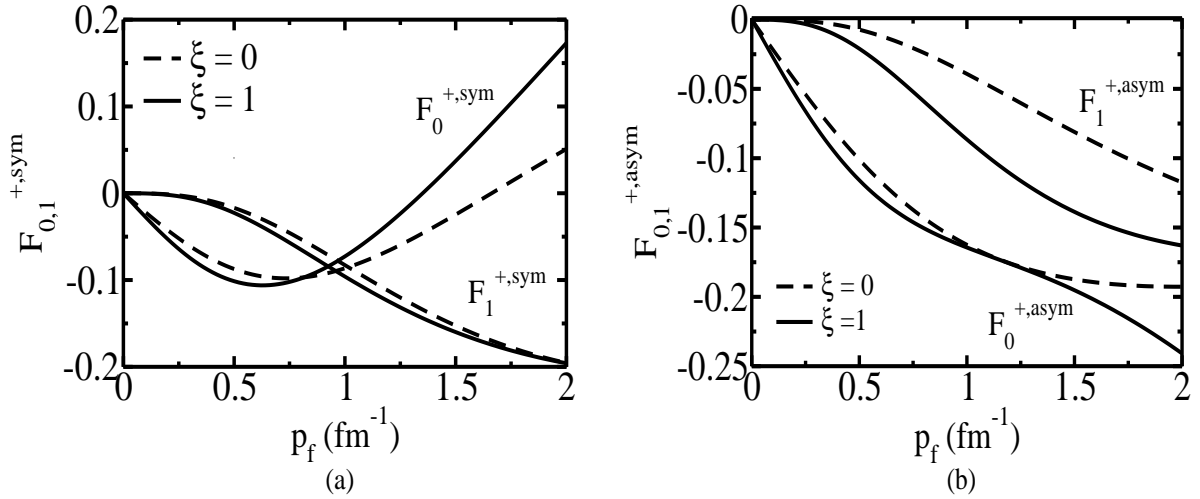 0.2
0.1
0
-0.1
-0.2
F0,1+,sym
ξ = 0
ξ = 1
F0+,sym
F1+,sym
0 0.5 1 1.5 2
pf (fm-1)
(a)
0
-0.05
-0.1
-0.15
-0.2
-0.25
F0,1+,asym
F1+,asym
ξ = 0
ξ =1
F0+,asym
0 0.5 1 1.5 2
pf (fm-1)
(b)